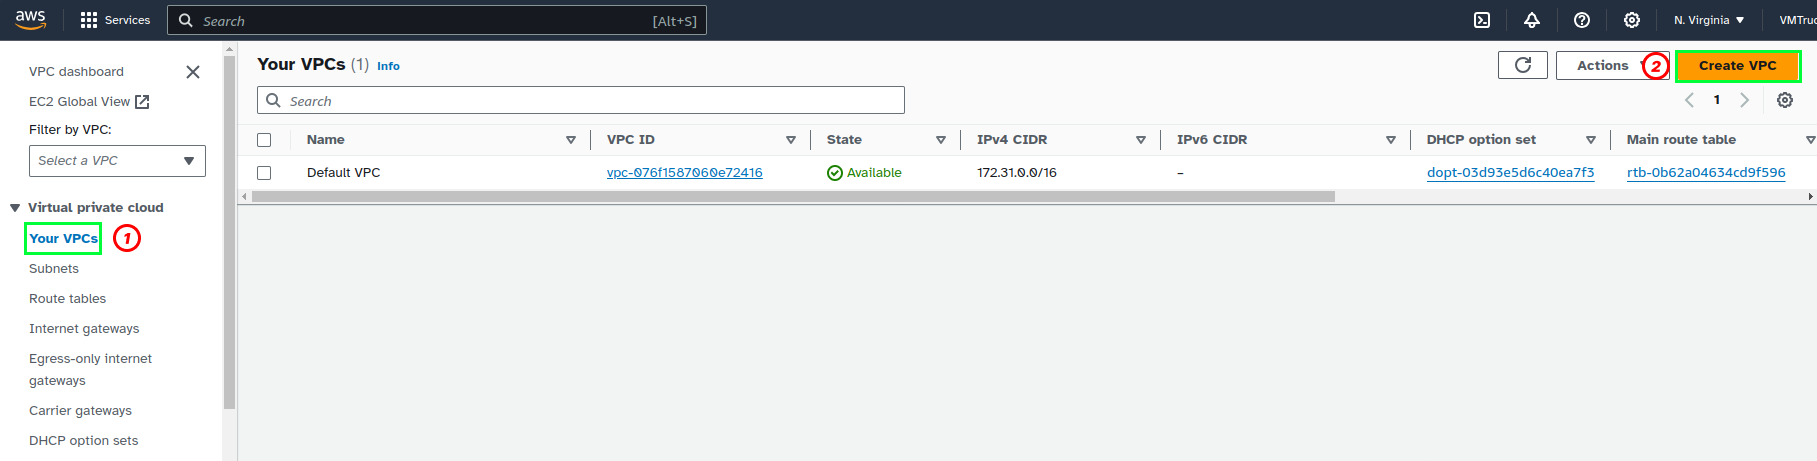 aws Services Search [Alt+S] N. Virginia VMTruc
VPC dashboard
EC2 Global View
Filter by VPC:
Select a VPC
Virtual private cloud
Your VPCs 1
Subnets
Route tables
Internet gateways
Egress-only internet
gateways
Carrier gateways
DHCP option sets
Your VPCs (1) Info Actions 2 Create VPC
Search 1
Name VPC ID State IPv4 CIDR IPv6 CIDR DHCP option set Main route table
Default VPC vpc-076f1587060e72416 Available 172.31.0.0/16 – dopt-03d93e5d6c40ea7f3 rtb-0b62a04634cd9f596